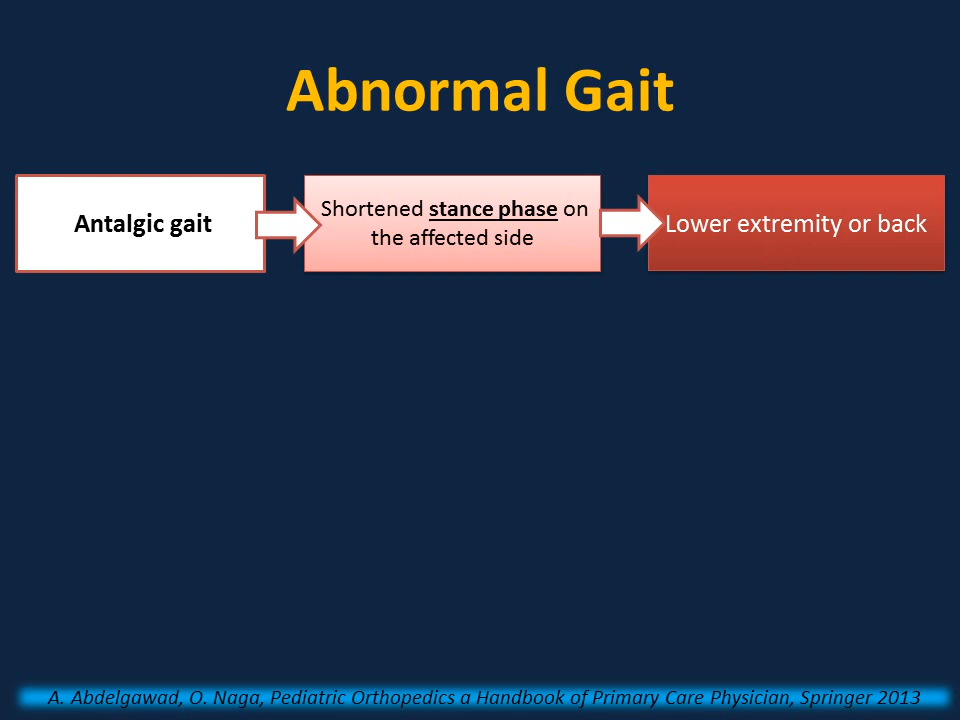 Abnormal Gait
Antalgic gait
Shortened stance phase on
the affected side
Lower extremity or back
A. Abdelgawad, O. Naga, Pediatric Orthopedics a Handbook of Primary Care Physician, Springer 2013